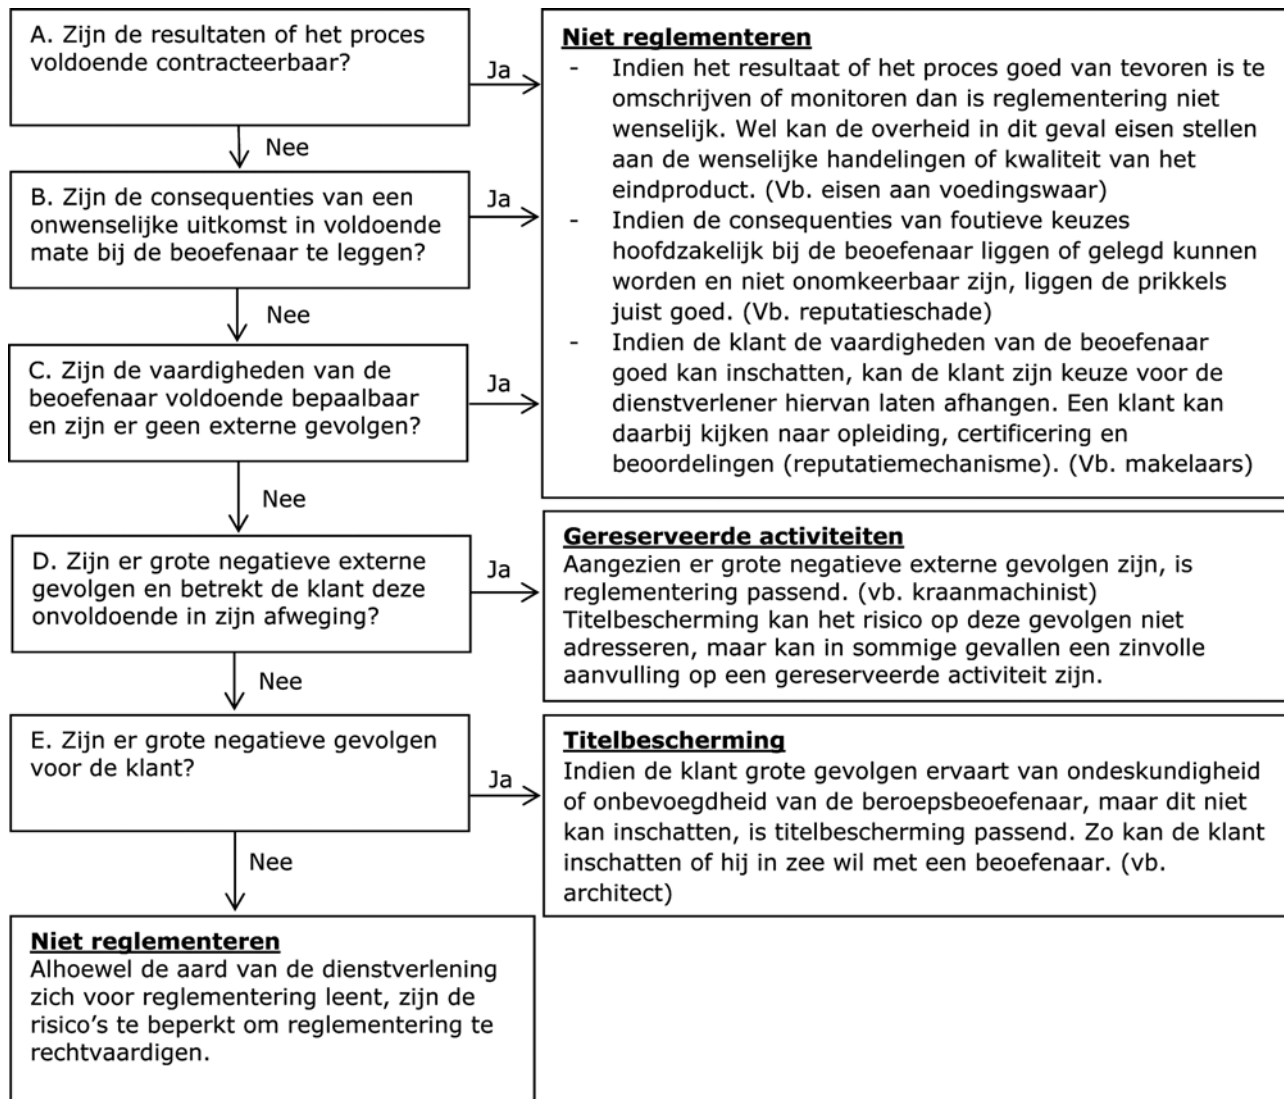 A. Zijn de resultaten of het proces
voldoende contracteerbaar?
Ja
Nee
Niet reglementeren
- Indien het resultaat of het proces goed van tevoren is te
omschrijven of monitoren dan is reglementering niet
wenselijk. Wel kan de overheid in dit geval eisen stellen
aan de wenselijke handelingen of kwaliteit van het
eindproduct. (Vb. eisen aan voedingswaar)
- Indien de consequenties van foutieve keuzes
hoofdzakelijk bij de beoefenaar liggen of gelegd kunnen
worden en niet onomkeerbaar zijn, liggen de prikkels
juist goed. (Vb. reputatieschade)
- Indien de klant de vaardigheden van de beoefenaar
goed kan inschatten, kan de klant zijn keuze voor de
dienstverlener hiervan laten afhangen. Een klant kan
daarbij kijken naar opleiding, certificering en
beoordelingen (reputatiemechanisme). (Vb. makelaars)
B. Zijn de consequenties van een
onwenselijke uitkomst in voldoende
mate bij de beoefenaar te leggen?
Ja
Nee
C. Zijn de vaardigheden van de
beoefenaar voldoende bepaalbaar
en zijn er geen externe gevolgen?
Ja
Nee
D. Zijn er grote negatieve externe
gevolgen en betrekt de klant deze
onvoldoende in zijn afweging?
Ja
Nee
Gereserveerde activiteiten
Aangezien er grote negatieve externe gevolgen zijn, is
reglementering passend. (vb. kraanmachinist)
Titelbescherming kan het risico op deze gevolgen niet
adresseren, maar kan in sommige gevallen een zinvolle
aanvulling op een gereserveerde activiteit zijn.
E. Zijn er grote negatieve gevolgen
voor de klant?
Ja
Nee
Titelbescherming
Indien de klant grote gevolgen ervaart van ondeskundigheid
of onbevoegdheid van de beroepsbeoefenaar, maar dit niet
kan inschatten, is titelbescherming passend. Zo kan de klant
inschatten of hij in zee wil met een beoefenaar. (vb.
architect)
Niet reglementeren
Alhoewel de aard van de dienstverlening
zich voor reglementering leent, zijn de
risico's te beperkt om reglementering te
rechtvaardigen.